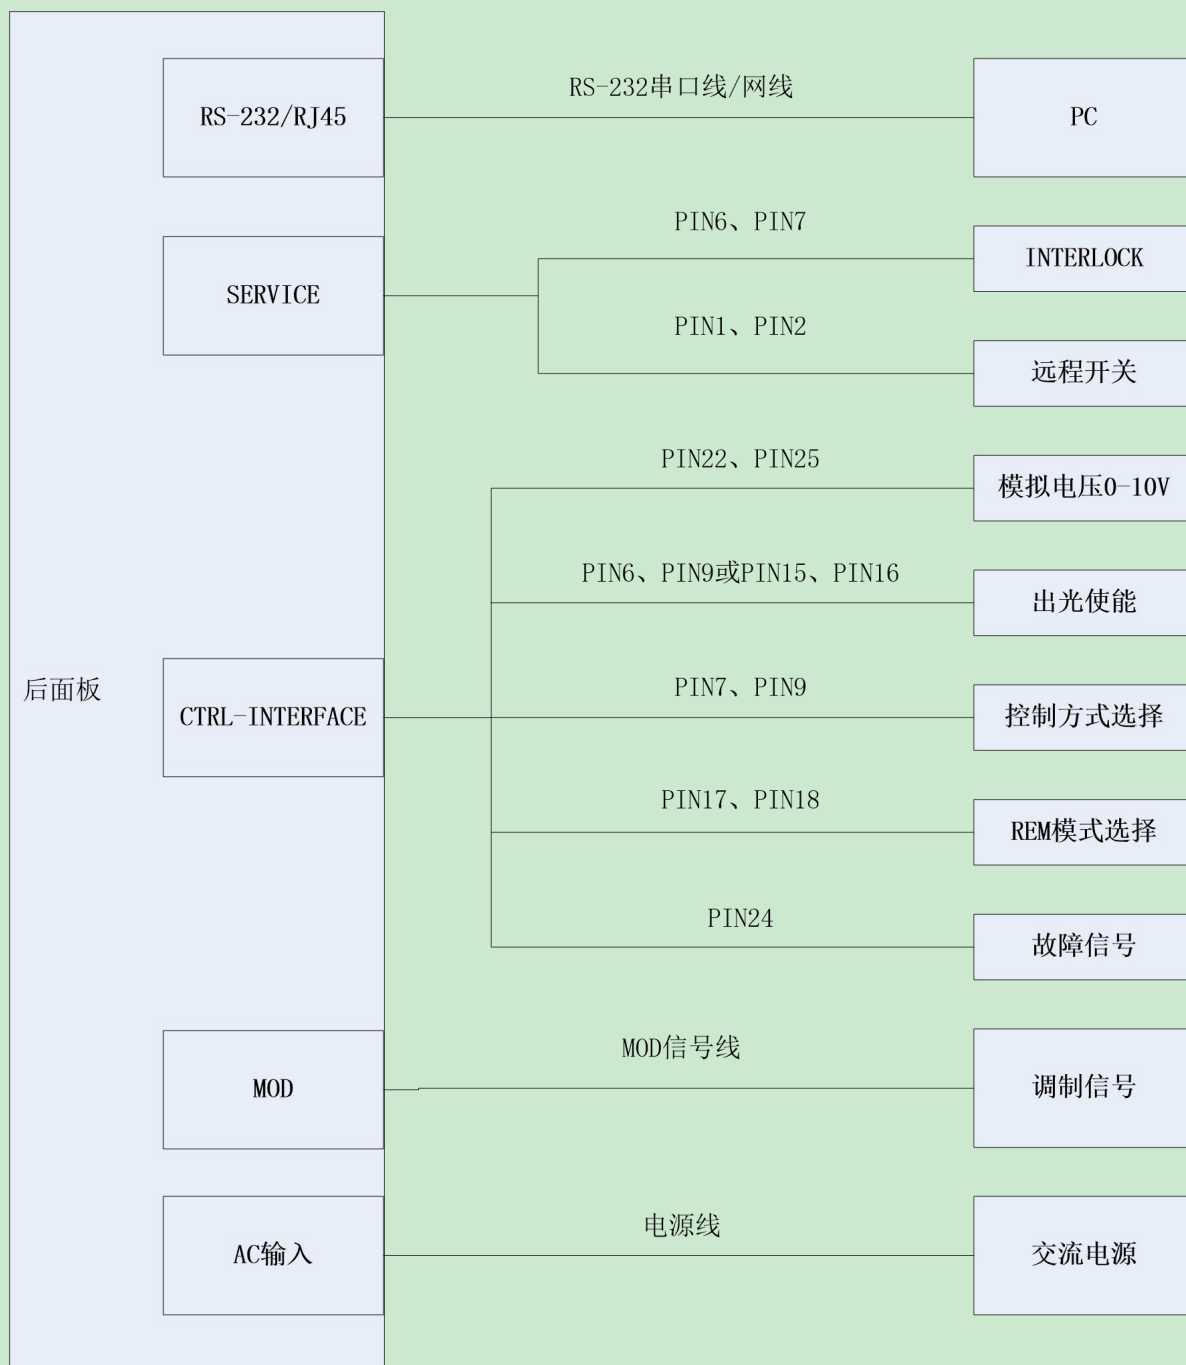 RS-232串口线/网线
RS-232/RJ45
PC
PIN6、PIN7
INTERLOCK
SERVICE
PIN1、PIN2
远程开关
PIN22、PIN25
模拟电压0-10V
PIN6、PIN9或PIN15、PIN16
出光使能
后面板
PIN7、PIN9
CTRL-INTERFACE
控制方式选择
PIN17、PIN18
REM模式选择
PIN24
故障信号
MOD信号线
MOD
调制信号
电源线
AC输入
交流电源